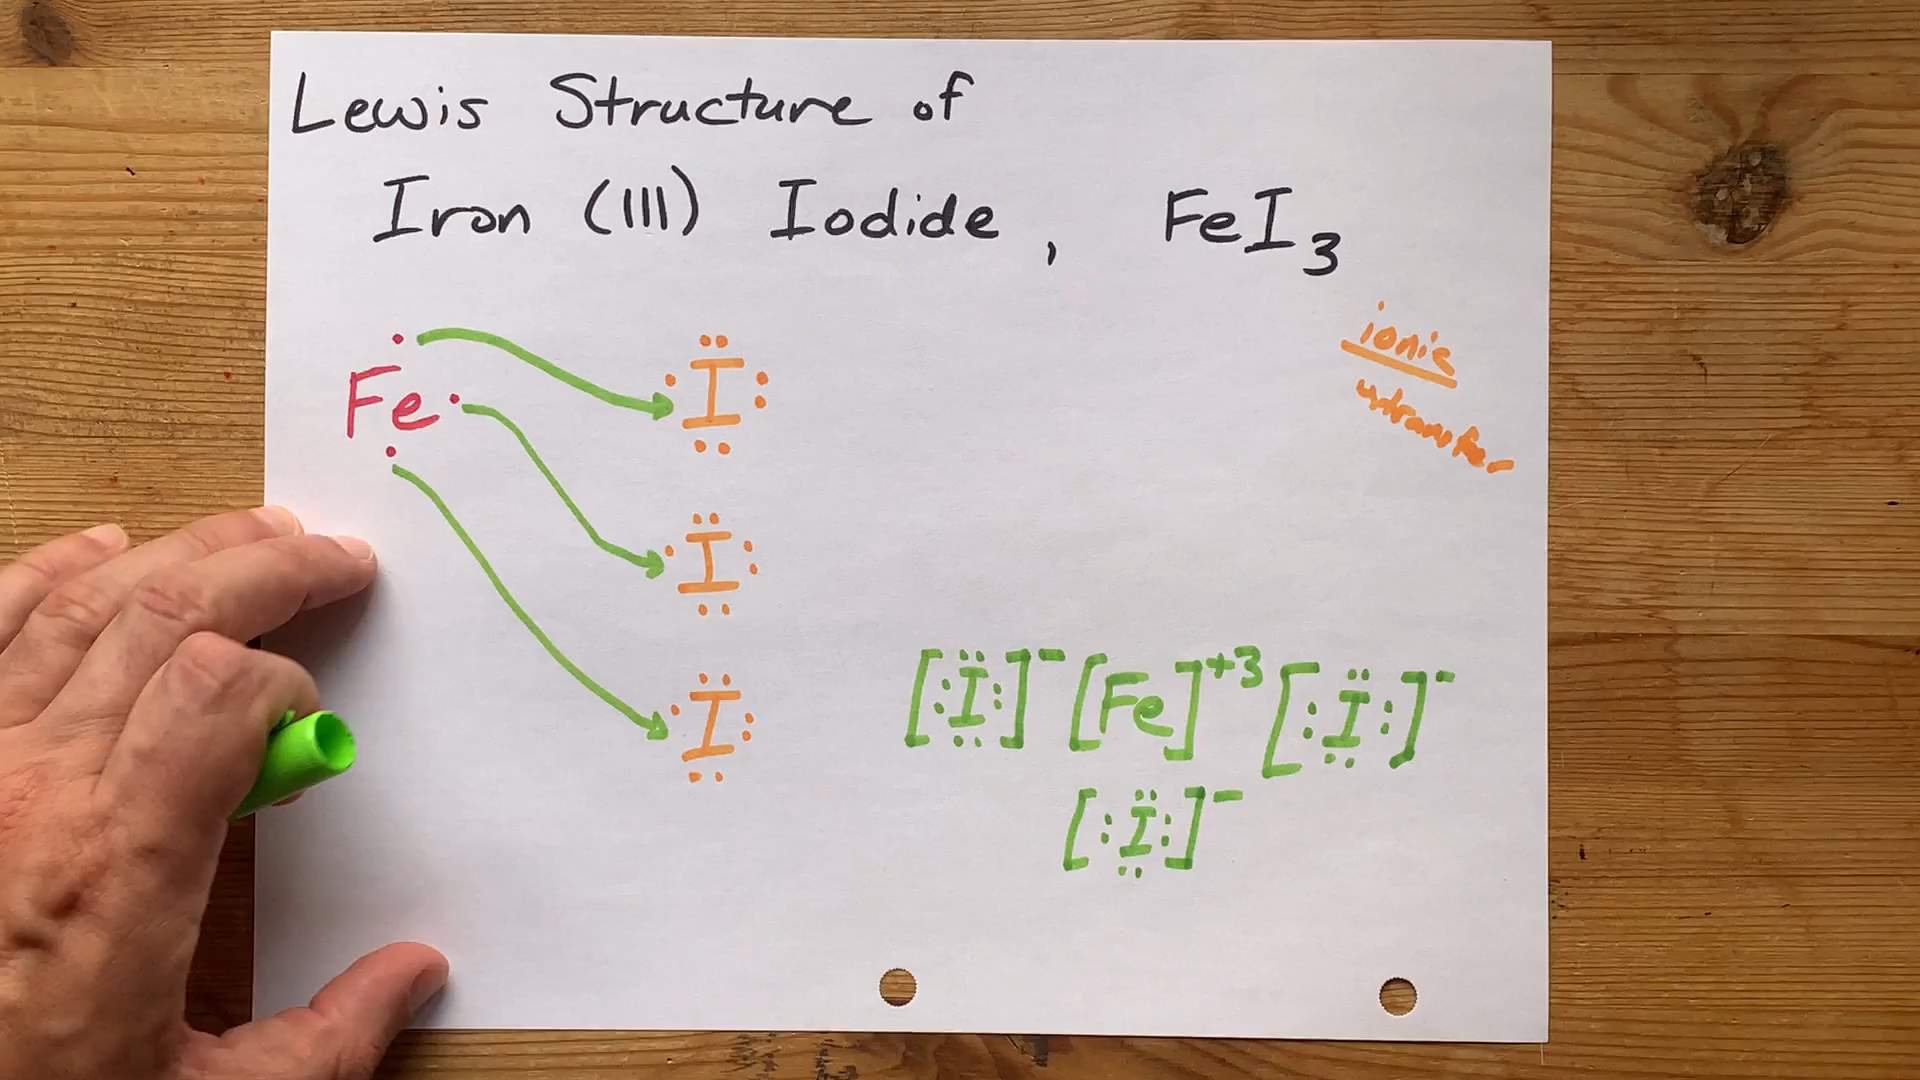 Lewis Structure of
Iron (III) Iodide, FeI₃
ionic
transfer
Fe
I
I
I
[I]⁻ [Fe]⁺³ [I]⁻
[I]⁻